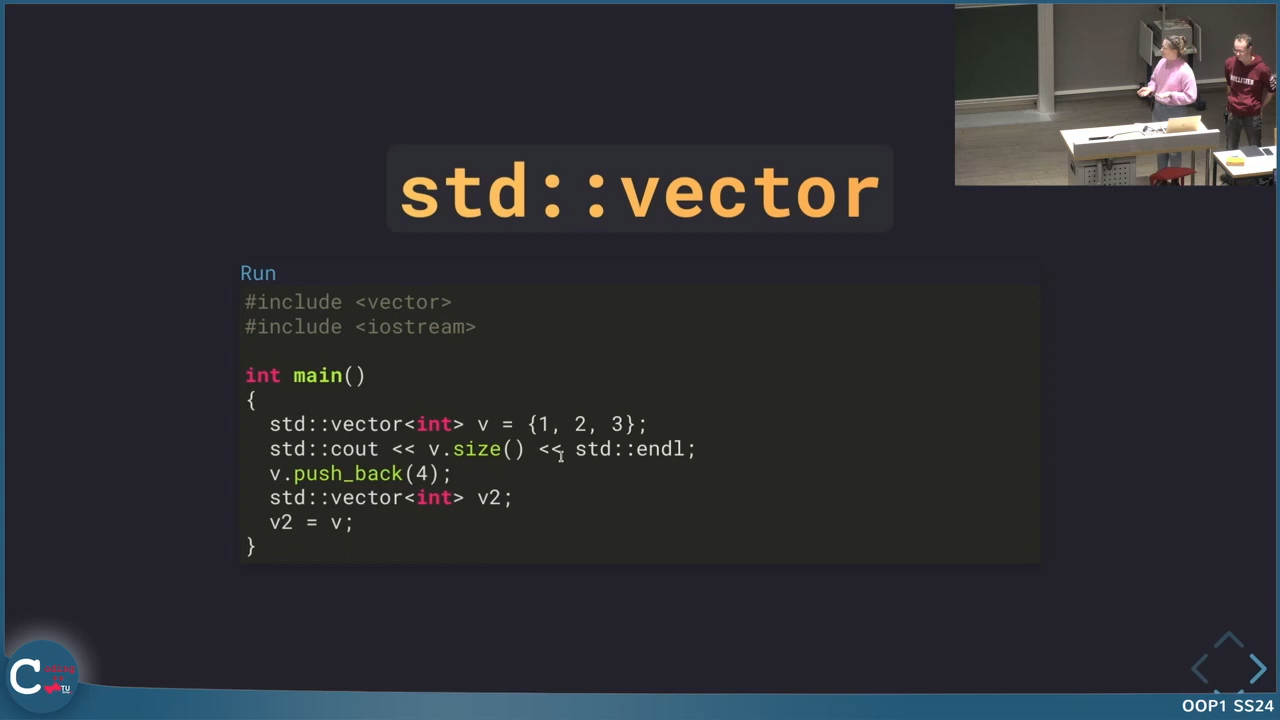 std::vector
Run
#include <vector>
#include <iostream>
int main()
{
std::vector<int> v = {1, 2, 3};
std::cout << v.size() << std::endl;
v.push_back(4);
std::vector<int> v2;
v2 = v;
}
C
TU
OOP1 SS24